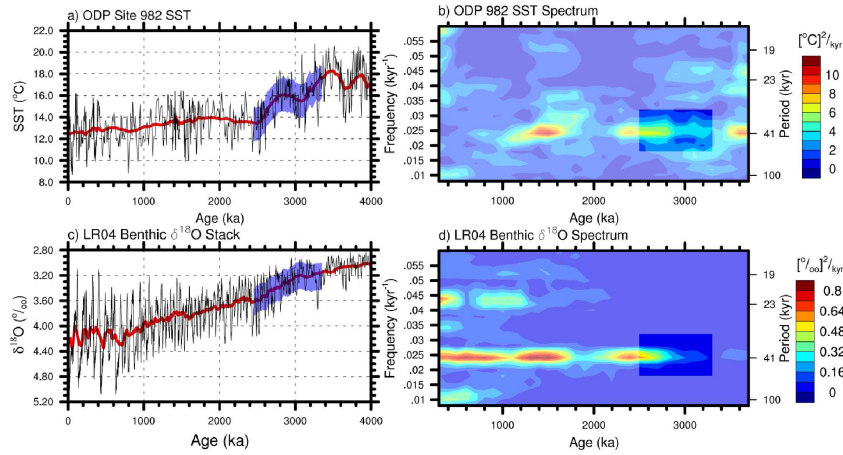 a) ODP Site 982 SST
22.0
20.0
18.0
16.0
14.0
12.0
10.0
8.0
SST (°C)
0 1000 2000 3000 4000
Age (ka)
b) ODP 982 SST Spectrum
.055
.05
.045
.04
.035
.03
.025
.02
.015
.01
Frequency (kyr⁻¹)
1000 2000 3000
Age (ka)
19
23
41
100
Period (kyr)
[°C]²/kyr
10
8
6
4
2
0
c) LR04 Benthic δ¹⁸O Stack
2.80
3.20
3.60
4.00
4.40
4.80
5.20
δ¹⁸O (⁰/₀₀)
0 1000 2000 3000 4000
Age (ka)
d) LR04 Benthic δ¹⁸O Spectrum
.055
.05
.045
.04
.035
.03
.025
.02
.015
.01
Frequency (kyr⁻¹)
1000 2000 3000
Age (ka)
19
23
41
100
Period (kyr)
[⁰/₀₀]²/kyr
0.8
0.64
0.48
0.32
0.16
0